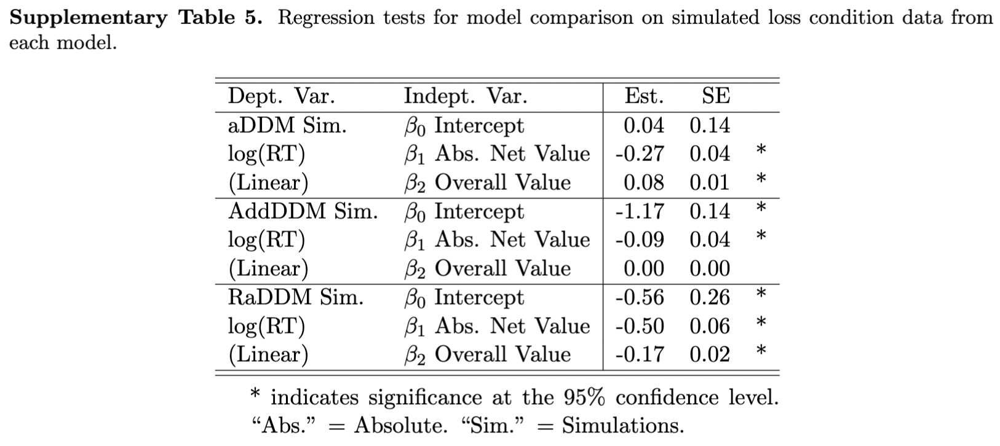 Supplementary Table 5. Regression tests for model comparison on simulated loss condition data from
each model.
Dept. Var. Indept. Var. Est. SE
aDDM Sim. β0 Intercept 0.04 0.14
log(RT) β1 Abs. Net Value -0.27 0.04 *
(Linear) β2 Overall Value 0.08 0.01 *
AddDDM Sim. β0 Intercept -1.17 0.14 *
log(RT) β1 Abs. Net Value -0.09 0.04 *
(Linear) β2 Overall Value 0.00 0.00
RaDDM Sim. β0 Intercept -0.56 0.26 *
log(RT) β1 Abs. Net Value -0.50 0.06 *
(Linear) β2 Overall Value -0.17 0.02 *
* indicates significance at the 95% confidence level.
“Abs.” = Absolute. “Sim.” = Simulations.